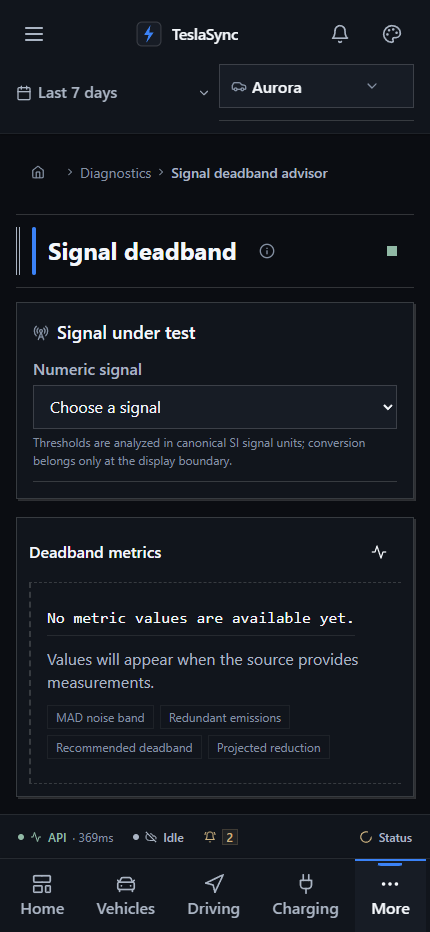 TeslaSync
Last 7 days
Aurora
Diagnostics
Signal deadband advisor
Signal deadband
Signal under test
Numeric signal
Choose a signal
Thresholds are analyzed in canonical SI signal units; conversion
belongs only at the display boundary.
Deadband metrics
No metric values are available yet.
Values will appear when the source provides
measurements.
MAD noise band
Redundant emissions
Recommended deadband
Projected reduction
API · 369ms
Idle
2
Status
Home
Vehicles
Driving
Charging
More